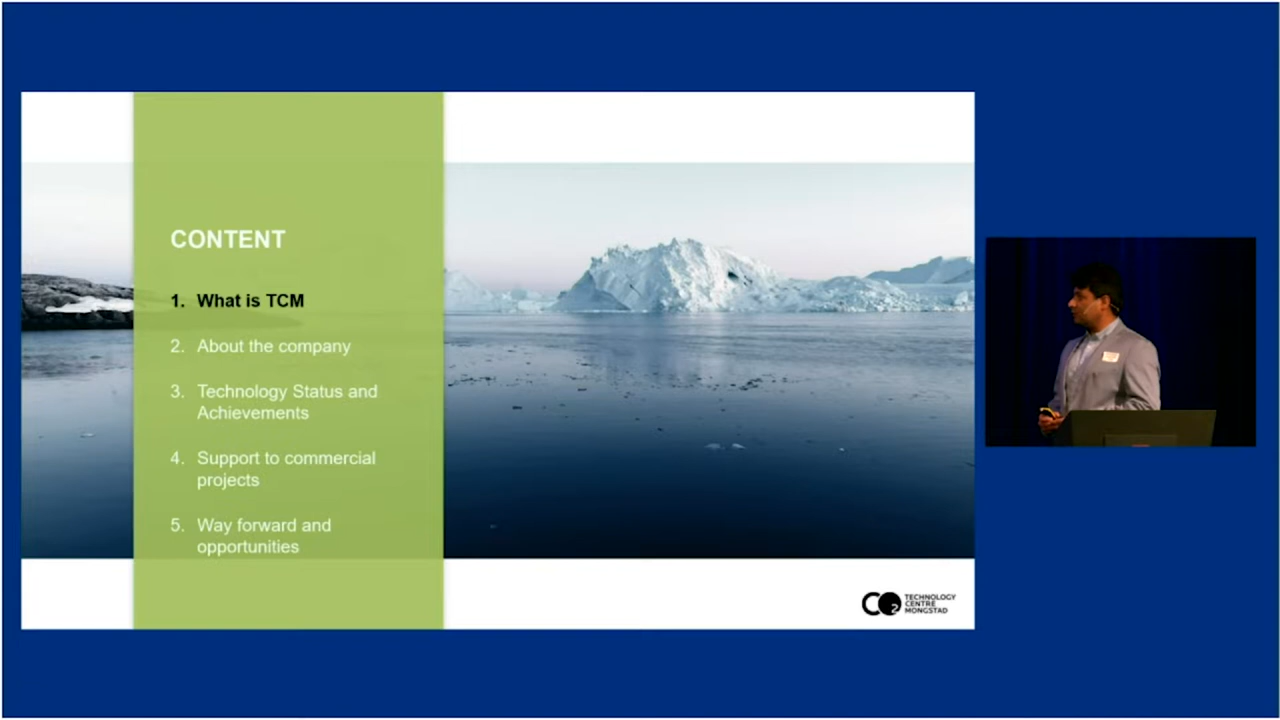 CONTENT
1. What is TCM
2. About the company
3. Technology Status and
Achievements
4. Support to commercial
projects
5. Way forward and
opportunities
CO2 TECHNOLOGY
CENTRE
MONGSTAD